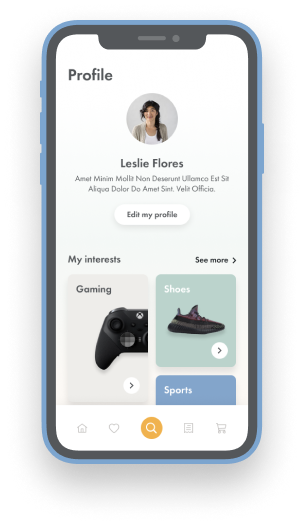 Profile
Leslie Flores
Amet Minim Mollit Non Deserunt Ullamco Est Sit
Aliqua Dolor Do Amet Sint. Velit Officia.
Edit my profile
My interests
See more
Gaming
Shoes
Sports